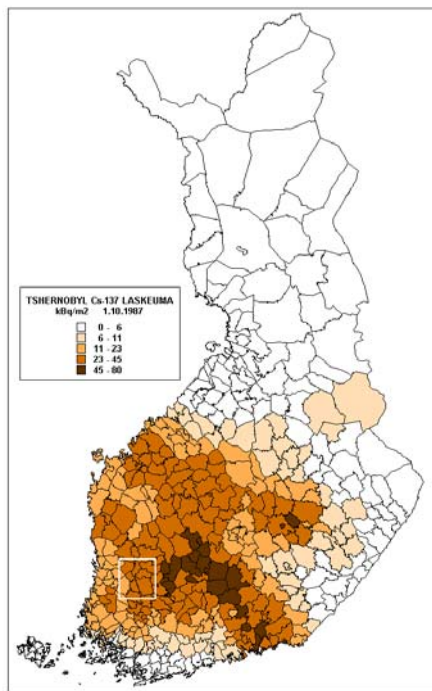 TSHERNOBYL Cs-137 LASKEUMA
kBq/m2 1.10.1987
0 - 6
6 - 11
11 - 23
23 - 45
45 - 80